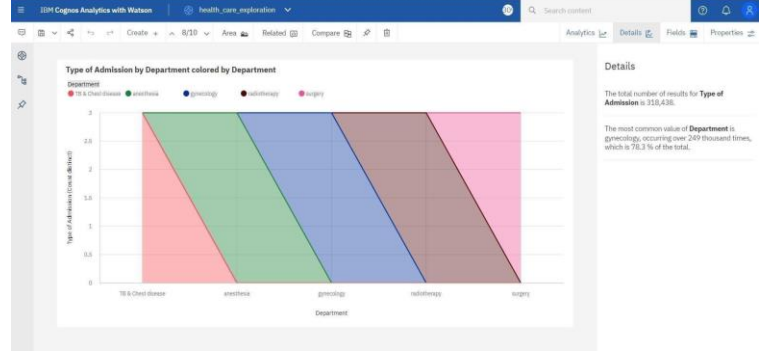 IBM Cognos Analytics with Watson
health_care_exploration
Search content
Create +
8/10
Area
Related
Compare
Analytics
Details
Fields
Properties
Type of Admission by Department colored by Department
Department
TB & Chest disease
anesthesia
gynecology
radiotherapy
surgery
Type of Admission (Count distinct)
3
2.5
2
1.5
1
0.5
0
TB & Chest disease
anesthesia
gynecology
radiotherapy
surgery
Department
Details
The total number of results for Type of
Admission is 318,438.
The most common value of Department is
gynecology, occurring over 249 thousand times,
which is 78.3 % of the total.